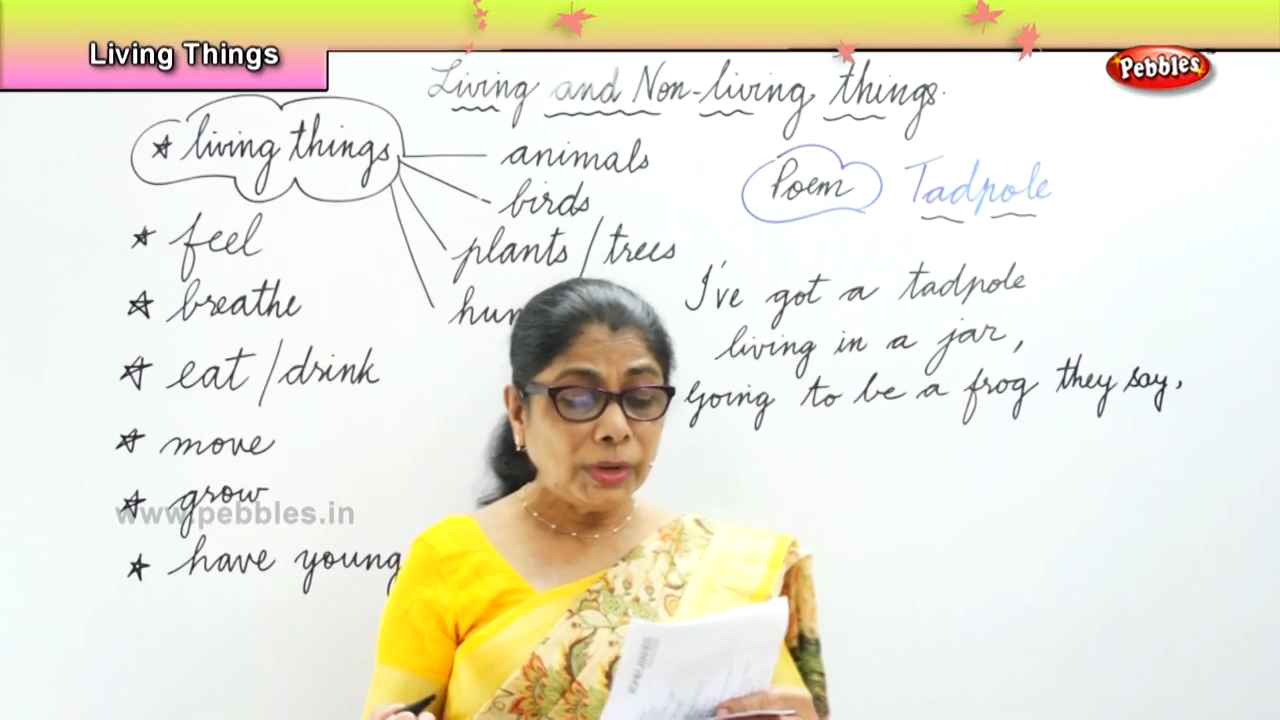 Living Things
Pebbles
Living and Non-living things.
living things
animals
birds
plants / trees
feel
breathe
eat / drink
move
grow
have young
Poem Tadpole
I've got a tadpole
living in a jar,
Going to be a frog they say,
www.pebbles.in